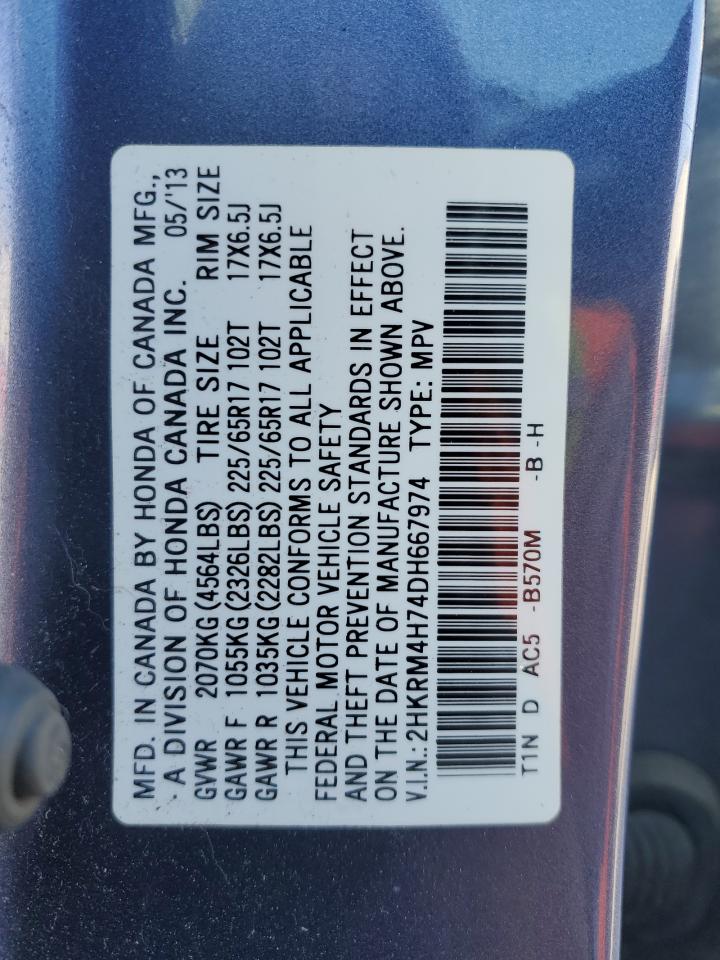 MFD. IN CANADA BY HONDA OF CANADA MFG.,
A DIVISION OF HONDA CANADA INC. 05/'13
GVWR 2070KG(4564LBS) TIRE SIZE RIM SIZE
GAWR F 1055KG(2326LBS) 225/65R17 102T 17X6.5J
GAWR R 1035KG(2282LBS) 225/65R17 102T 17X6.5J
THIS VEHICLE CONFORMS TO ALL APPLICABLE
FEDERAL MOTOR VEHICLE SAFETY
AND THEFT PREVENTION STANDARDS IN EFFECT
ON THE DATE OF MANUFACTURE SHOWN ABOVE.
V.I.N.: 2HKRM4H74DH667974 TYPE: MPV
T1N D AC5 -B570M -B -H